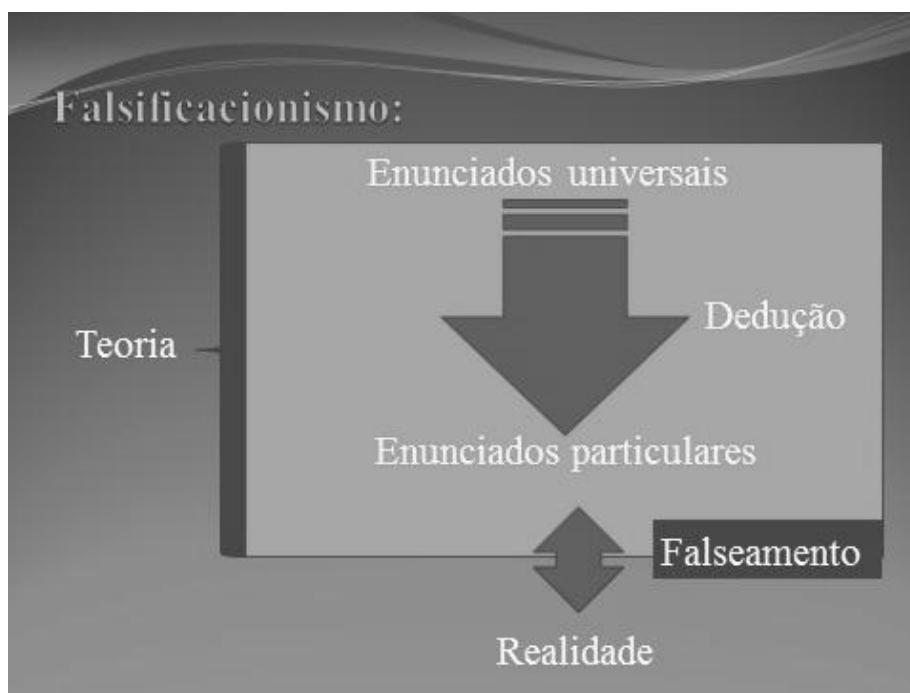 Falsificacionismo:
Enunciados universais
Dedução
Teoria
Enunciados particulares
Falseamento
Realidade